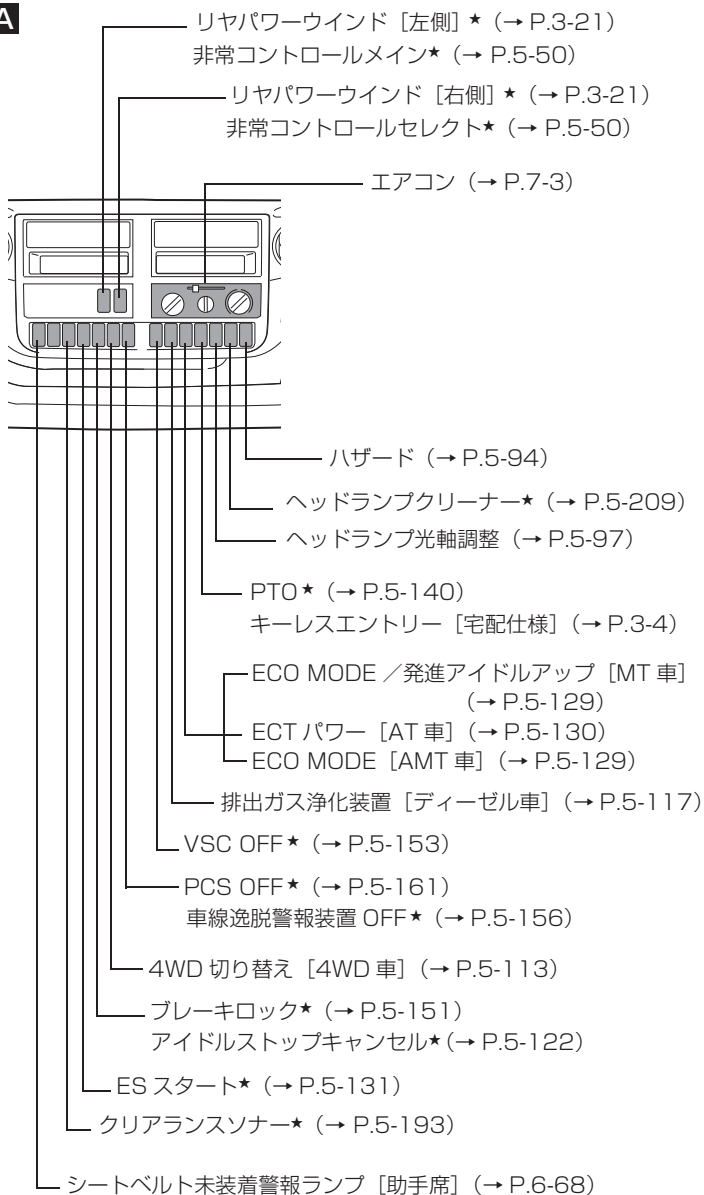 A
リヤパワーウインド［左側］★（→ P.3-21）
非常コントロールメイン★（→ P.5-50）
リヤパワーウインド［右側］★（→ P.3-21）
非常コントロールセレクト★（→ P.5-50）
エアコン（→ P.7-3）
ハザード（→ P.5-94）
ヘッドランプクリーナー★（→ P.5-209）
ヘッドランプ光軸調整（→ P.5-97）
PTO★（→ P.5-140）
キーレスエントリー［宅配仕様］（→ P.3-4）
ECO MODE ／発進アイドルアップ［MT 車］
（→ P.5-129）
ECT パワー［AT 車］（→ P.5-130）
ECO MODE［AMT 車］（→ P.5-129）
排出ガス浄化装置［ディーゼル車］（→ P.5-117）
VSC OFF★（→ P.5-153）
PCS OFF★（→ P.5-161）
車線逸脱警報装置 OFF★（→ P.5-156）
4WD 切り替え［4WD 車］（→ P.5-113）
ブレーキロック★（→ P.5-151）
アイドルストップキャンセル★（→ P.5-122）
ES スタート★（→ P.5-131）
クリアランスソナー★（→ P.5-193）
シートベルト未装着警報ランプ［助手席］（→ P.6-68）